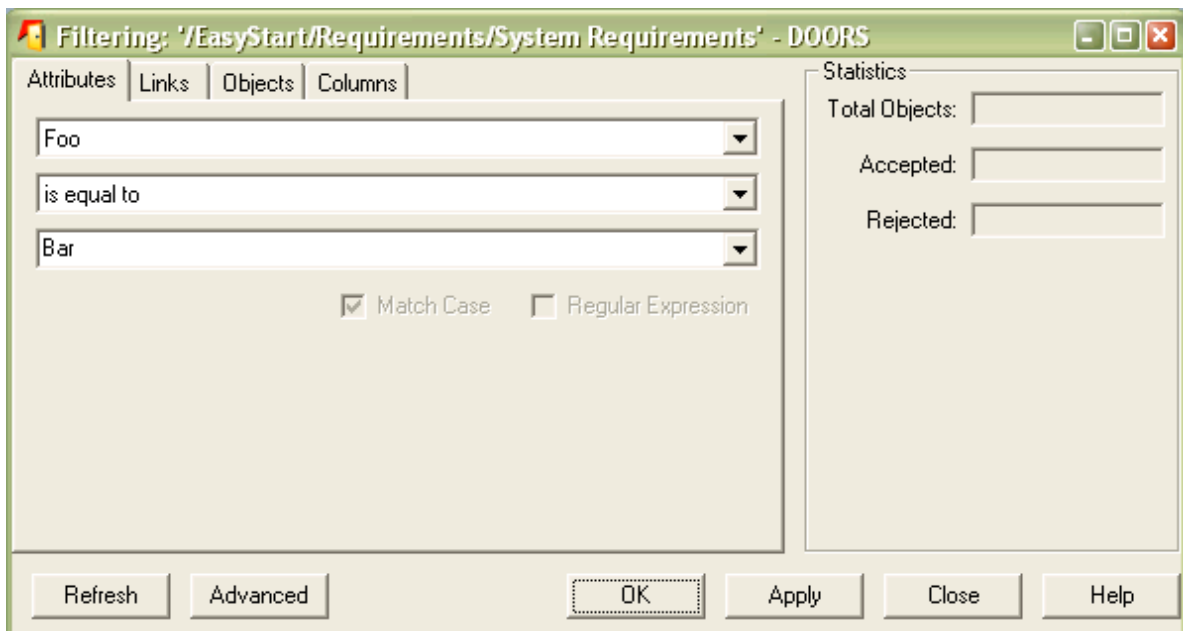 Filtering: '/EasyStart/Requirements/System Requirements' - DOORS
Attributes Links Objects Columns
Foo
is equal to
Bar
Match Case Regular Expression
Statistics
Total Objects:
Accepted:
Rejected:
Refresh Advanced OK Apply Close Help